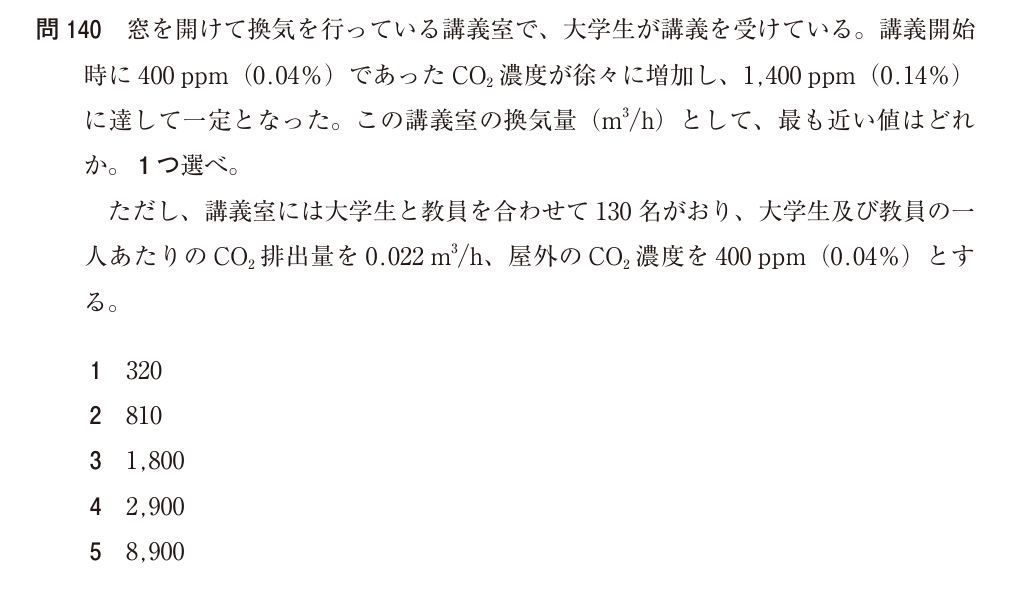 問 140 窓を開けて換気を行っている講義室で、大学生が講義を受けている。講義開始
時に 400 ppm（0.04%）であった CO₂ 濃度が徐々に増加し、1,400 ppm（0.14%）
に達して一定となった。この講義室の換気量（m³/h）として、最も近い値はどれ
か。1つ選べ。
ただし、講義室には大学生と教員を合わせて 130 名がおり、大学生及び教員の一
人あたりの CO₂ 排出量を 0.022 m³/h、屋外の CO₂ 濃度を 400 ppm（0.04%）とす
る。
1 320
2 810
3 1,800
4 2,900
5 8,900